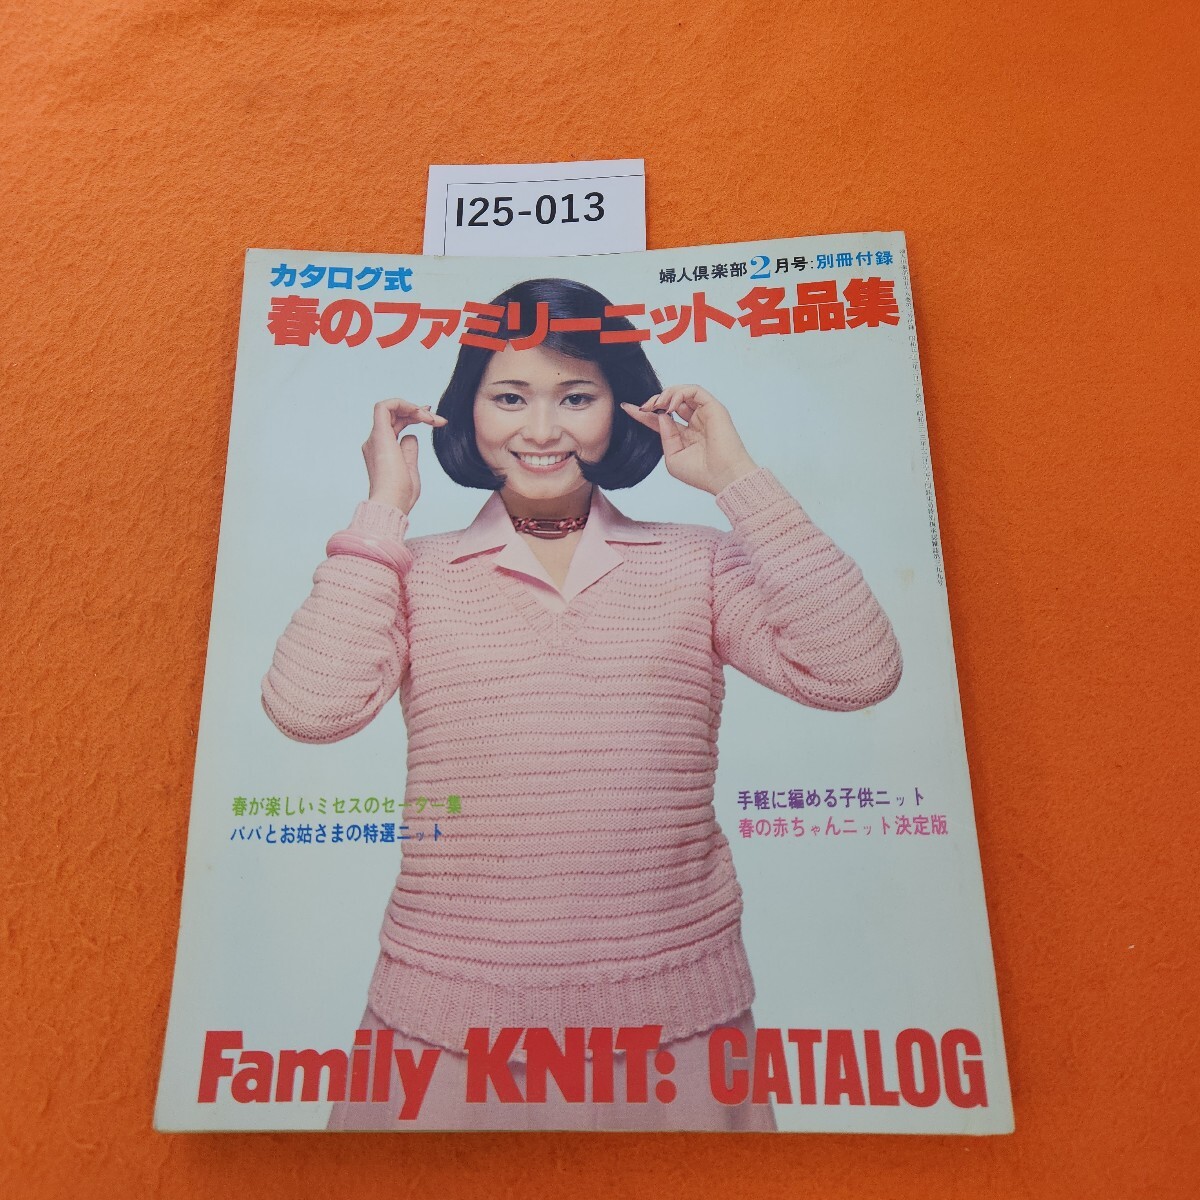 I25-013
カタログ式
婦人倶楽部2月号:別冊付録
春のファミリーニット名品集
春が楽しいミセスのセーター集
パパとお姑さまの特選ニット
手軽に編める子供ニット
春の赤ちゃんニット決定版
Family KNIT: CATALOG